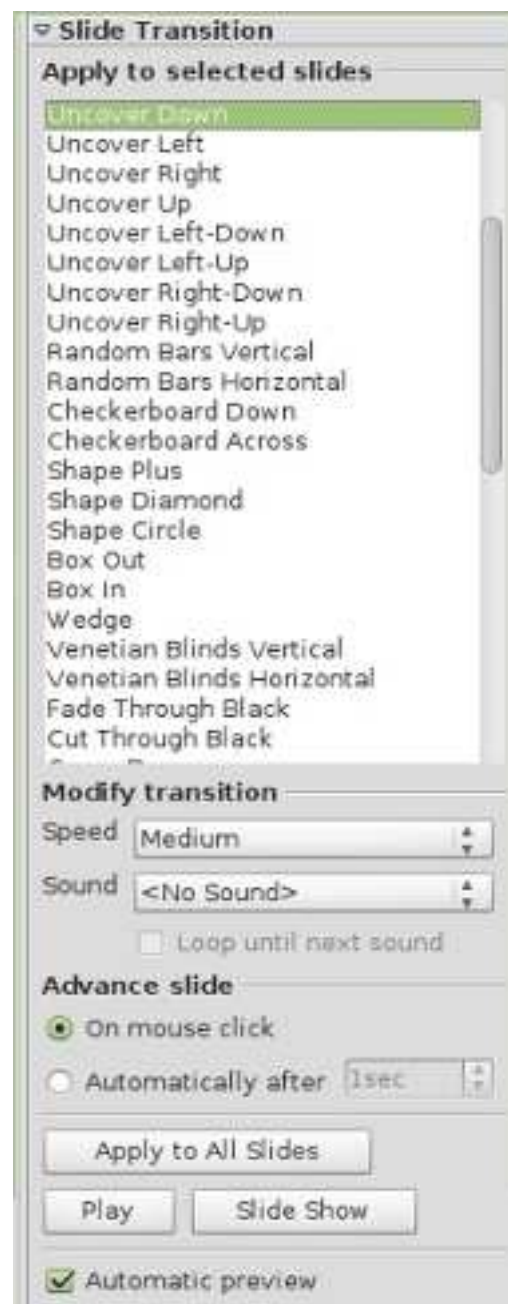 Slide Transition
Apply to selected slides
Uncover Down
Uncover Left
Uncover Right
Uncover Up
Uncover Left-Down
Uncover Left-Up
Uncover Right-Down
Uncover Right-Up
Random Bars Vertical
Random Bars Horizontal
Checkerboard Down
Checkerboard Across
Shape Plus
Shape Diamond
Shape Circle
Box Out
Box In
Wedge
Venetian Blinds Vertical
Venetian Blinds Horizontal
Fade Through Black
Cut Through Black
Modify transition
Speed Medium
Sound <No Sound>
Loop until next sound
Advance slide
On mouse click
Automatically after 1sec
Apply to All Slides
Play Slide Show
Automatic preview